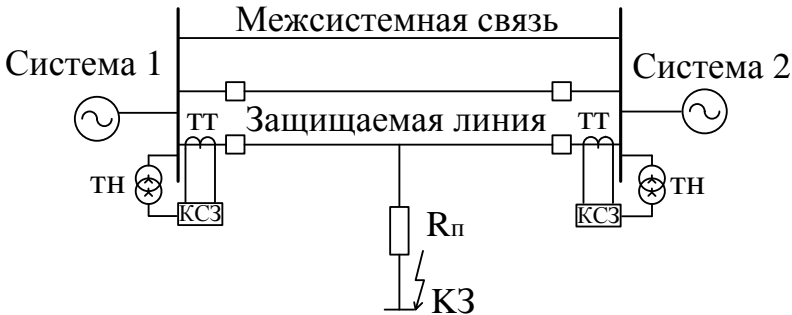 Межсистемная связь
Система 1
Система 2
ТТ
Защищаемая линия
ТТ
ТН
ТН
КСЗ
КСЗ
Rп
КЗ